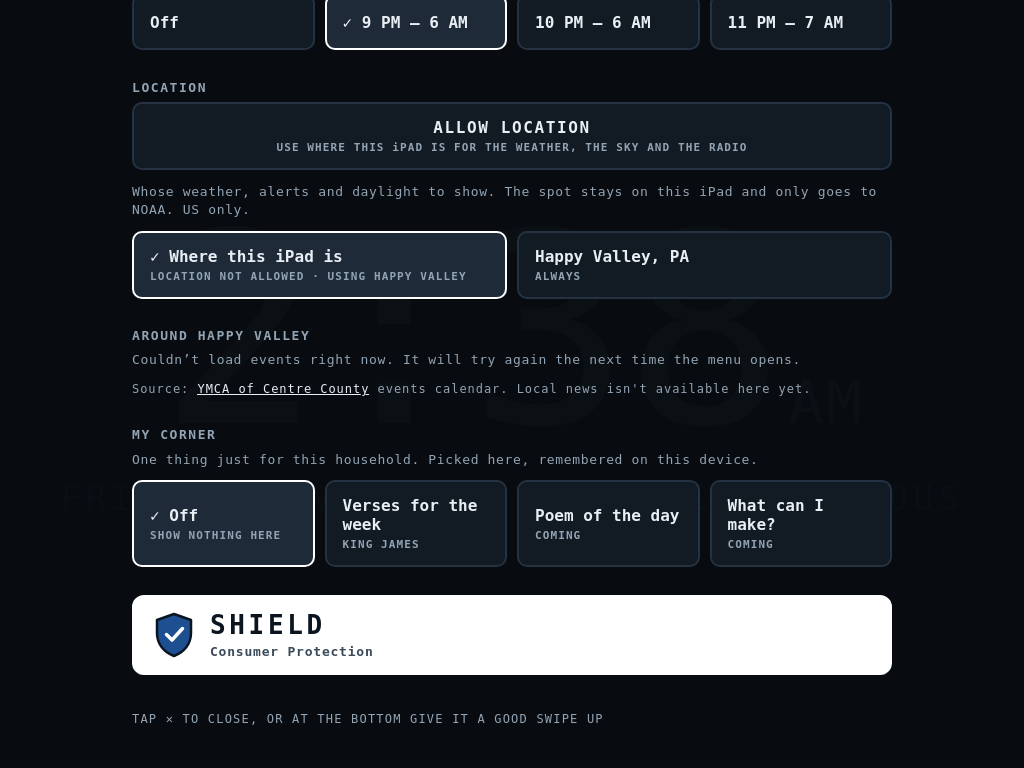 Off
✓ 9 PM – 6 AM
10 PM – 6 AM
11 PM – 7 AM
LOCATION
ALLOW LOCATION
USE WHERE THIS iPAD IS FOR THE WEATHER, THE SKY AND THE RADIO
Whose weather, alerts and daylight to show. The spot stays on this iPad and only goes to
NOAA. US only.
✓ Where this iPad is
LOCATION NOT ALLOWED · USING HAPPY VALLEY
Happy Valley, PA
ALWAYS
2:38 AM
AROUND HAPPY VALLEY
Couldn’t load events right now. It will try again the next time the menu opens.
Source: YMCA of Centre County events calendar. Local news isn't available here yet.
MY CORNER
One thing just for this household. Picked here, remembered on this device.
✓ Off
SHOW NOTHING HERE
Verses for the
week
KING JAMES
Poem of the day
COMING
What can I
make?
COMING
SHIELD
Consumer Protection
TAP × TO CLOSE, OR AT THE BOTTOM GIVE IT A GOOD SWIPE UP